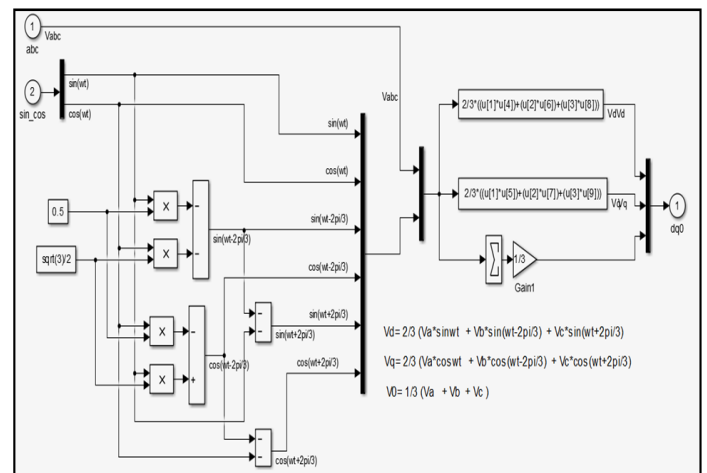 1
Vabc
abc
2
sin_cos
sin(wt)
cos(wt)
0.5
sqrt(3)/2
X
-
X
-
sin(wt-2pi/3)
X
-
X
+
cos(wt-2pi/3)
-
-
sin(wt+2pi/3)
-
-
cos(wt+2pi/3)
sin(wt)
cos(wt)
sin(wt-2pi/3)
cos(wt-2pi/3)
sin(wt+2pi/3)
cos(wt+2pi/3)
Vabc
2/3*((u[1]*u[4])+(u[2]*u[6])+(u[3]*u[8]))
VdVd
2/3*((u[1]*u[5])+(u[2]*u[7])+(u[3]*u[9]))
VqVq
Σ
1/3
Gain1
1
dq0
Vd= 2/3 (Va*sinwt + Vb*sin(wt-2pi/3) + Vc*sin(wt+2pi/3)
Vq= 2/3 (Va*coswt + Vb*cos(wt-2pi/3) + Vc*cos(wt+2pi/3)
V0= 1/3 (Va + Vb + Vc )